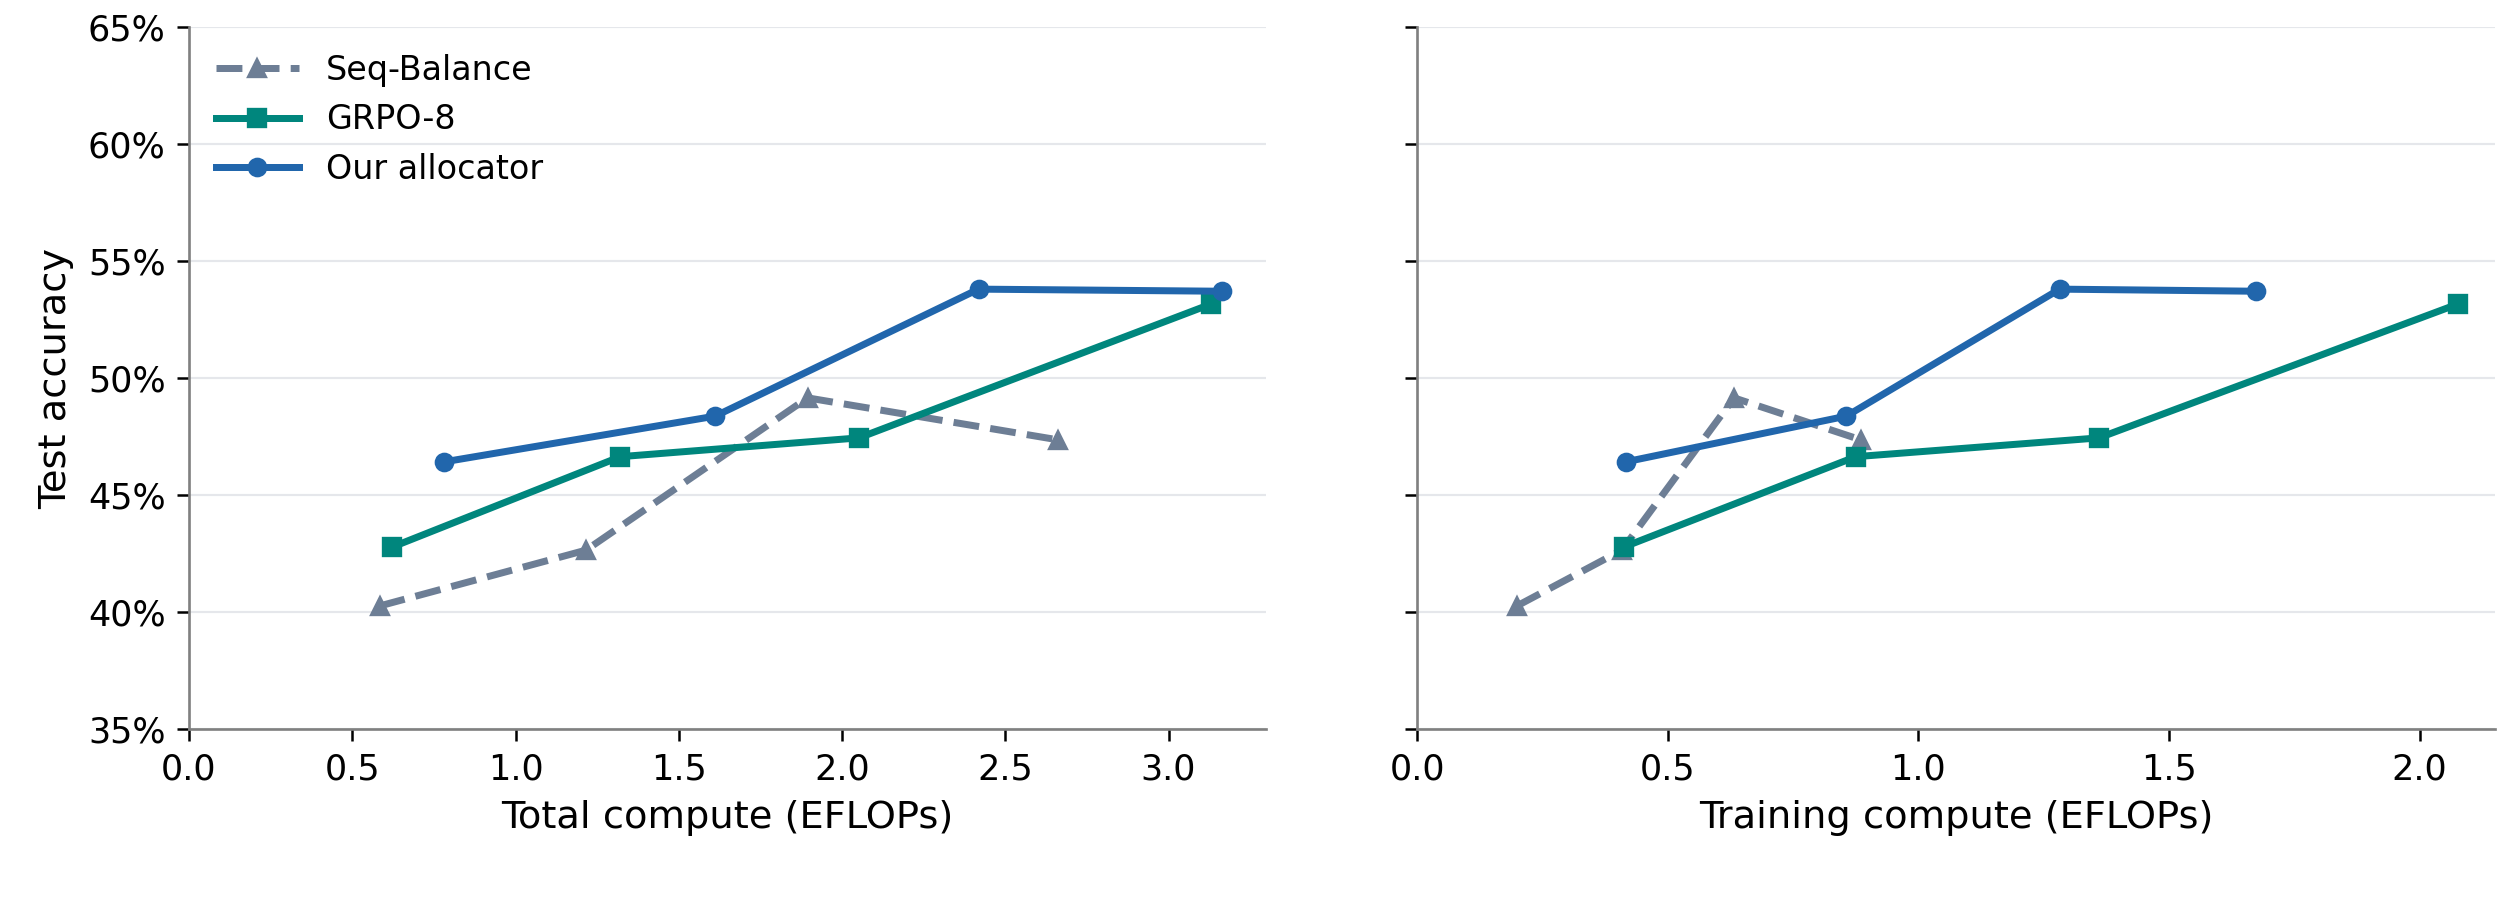 65%
60%
55%
50%
45%
40%
35%
Test accuracy
Seq-Balance
GRPO-8
Our allocator
0.0 0.5 1.0 1.5 2.0 2.5 3.0
Total compute (EFLOPs)
0.0 0.5 1.0 1.5 2.0
Training compute (EFLOPs)